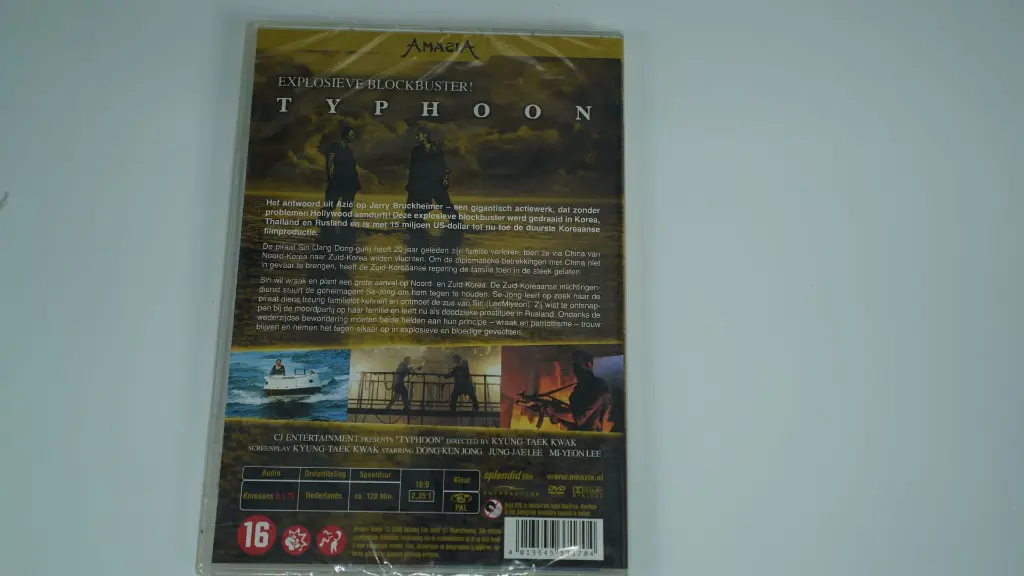 AMAZIA
EXPLOSIEVE BLOCKBUSTER!
TYPHOON
Het antwoord uit Azië op Jerry Bruckheimer – een gigantisch actiewerk, dat zonder
problemen Hollywood aandurft! Deze explosieve blockbuster werd gedraaid in Korea,
Thailand en Rusland en is met 15 miljoen US-dollar tot nu toe de duurste Koreaanse
filmproductie.
De piraat Sin (Jang Dong-gun) heeft 20 jaar geleden zijn familie verloren, toen ze via China van
Noord-Korea naar Zuid-Korea wilden vluchten. Om de diplomatieke betrekkingen met China niet
in gevaar te brengen, heeft de Zuid-Koreaanse regering de familie toen in de steek gelaten.
Sin wil wraak en plant een grote aanval op Noord- en Zuid-Korea. De Zuid-Koreaanse inlichtingen-
dienst stuurt de geheimagent Se-Jong om hem tegen te houden. Se-Jong leert op zoek naar de
piraat diens treurig familielot kennen en ontmoet de zus van Sin (Lee Miyeon). Zij wist te ontsnap-
pen bij de moordpartij op haar familie en leeft nu als doodzieke prostituee in Rusland. Ondanks de
wederzijdse bewondering moeten beide helden aan hun principe – wraak en patriotisme – trouw
blijven en nemen het tegen elkaar op in explosieve en bloedige gevechten.
CJ ENTERTAINMENT PRESENTS "TYPHOON" DIRECTED BY KYUNG-TAEK KWAK
SCREENPLAY KYUNG-TAEK KWAK STARRING DONG-KUN JONG JUNG-JAE LEE MI-YEON LEE
Audio Ondertiteling Speelduur 16:9 Kleur splendid film www.amazia.nl
Koreaans Nederlands ca. 120 Min. 2,35:1 PAL INTERACTIVE DVD
16
4 013549